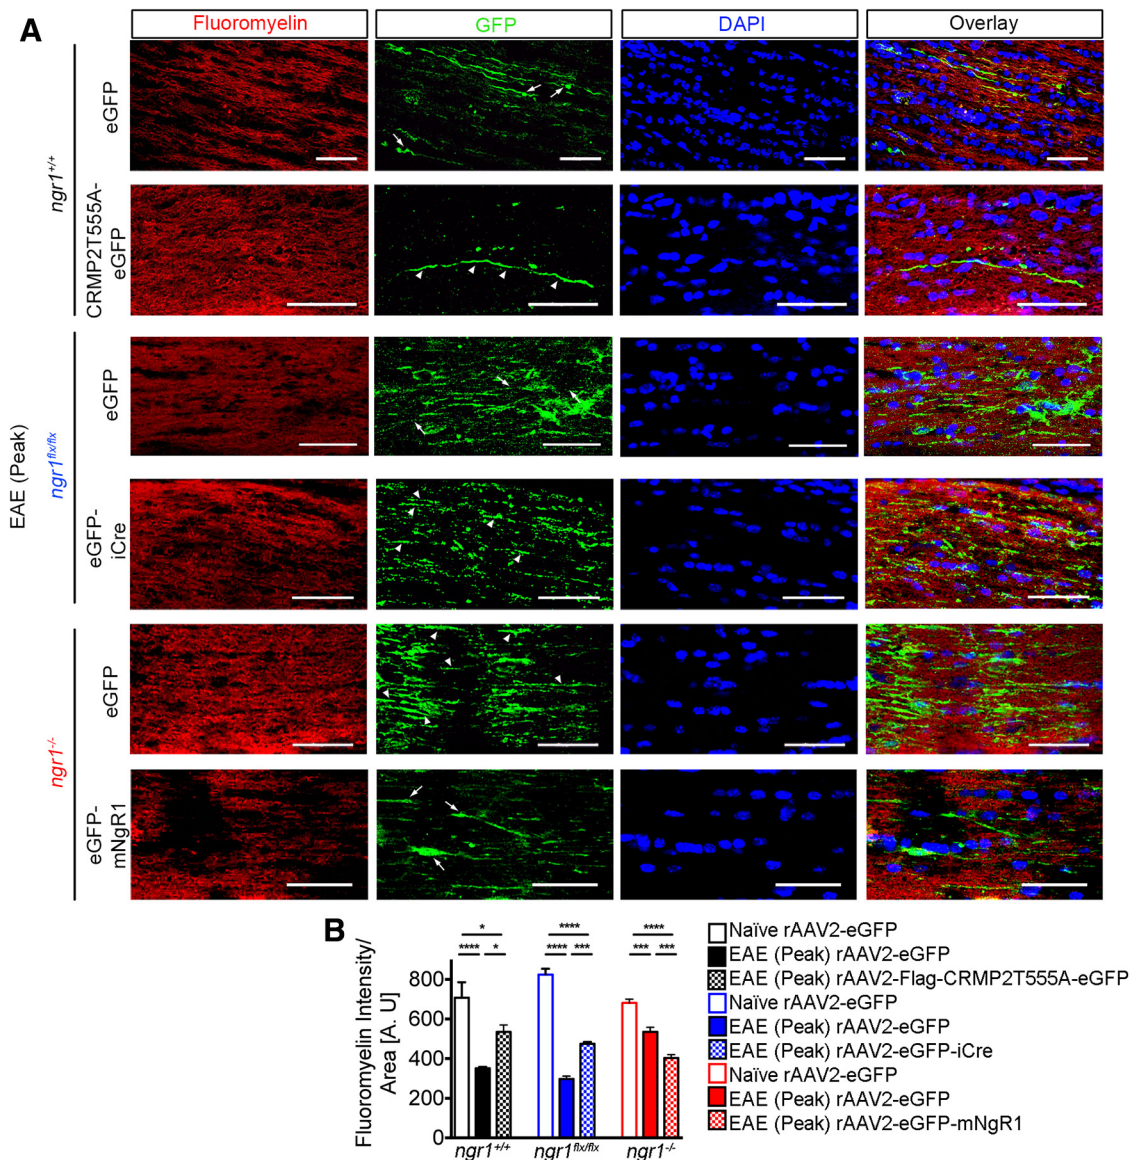 A
Fluoromyelin GFP DAPI Overlay
EAE (Peak)
ngr1+/+
eGFP
CRMP2T555A-
eGFP
ngr1flx/flx
eGFP
eGFP-
iCre
ngr1-/-
eGFP
eGFP-
mNgR1
B
Fluoromyelin Intensity/
Area [A. U]
800
600
400
200
0
* **** ****
**** * **** *** *** ***
ngr1+/+ ngr1flx/flx ngr1-/-
Naïve rAAV2-eGFP
EAE (Peak) rAAV2-eGFP
EAE (Peak) rAAV2-Flag-CRMP2T555A-eGFP
Naïve rAAV2-eGFP
EAE (Peak) rAAV2-eGFP
EAE (Peak) rAAV2-eGFP-iCre
Naïve rAAV2-eGFP
EAE (Peak) rAAV2-eGFP
EAE (Peak) rAAV2-eGFP-mNgR1